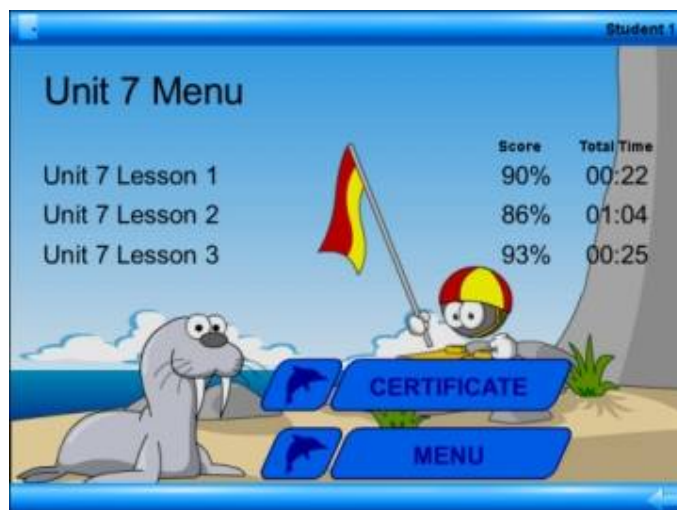 Student 1
Unit 7 Menu
Score Total Time
Unit 7 Lesson 1 90% 00:22
Unit 7 Lesson 2 86% 01:04
Unit 7 Lesson 3 93% 00:25
CERTIFICATE
MENU